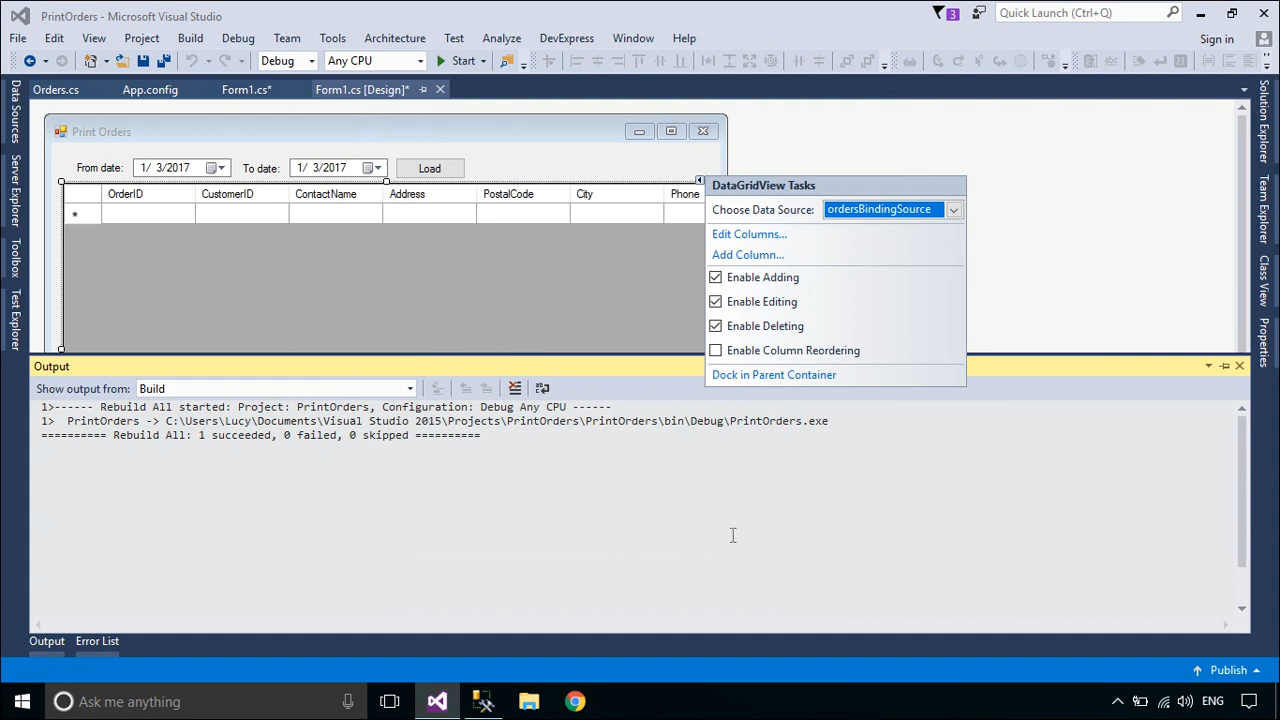 PrintOrders - Microsoft Visual Studio
3
Quick Launch (Ctrl+Q)
File Edit View Project Build Debug Team Tools Architecture Test Analyze DevExpress Window Help
Sign in
Debug Any CPU Start
Orders.cs App.config Form1.cs* Form1.cs [Design]*
Data Sources
Server Explorer
Toolbox
Test Explorer
Solution Explorer
Team Explorer
Class View
Properties
Print Orders
From date: 1/ 3/2017 To date: 1/ 3/2017 Load
OrderID CustomerID ContactName Address PostalCode City Phone
*
DataGridView Tasks
Choose Data Source: ordersBindingSource
Edit Columns...
Add Column...
Enable Adding
Enable Editing
Enable Deleting
Enable Column Reordering
Dock in Parent Container
Output
Show output from: Build
1>------ Rebuild All started: Project: PrintOrders, Configuration: Debug Any CPU ------
1>  PrintOrders -> C:\Users\Lucy\Documents\Visual Studio 2015\Projects\PrintOrders\PrintOrders\bin\Debug\PrintOrders.exe
========== Rebuild All: 1 succeeded, 0 failed, 0 skipped ==========
Output Error List
Publish
Ask me anything
ENG